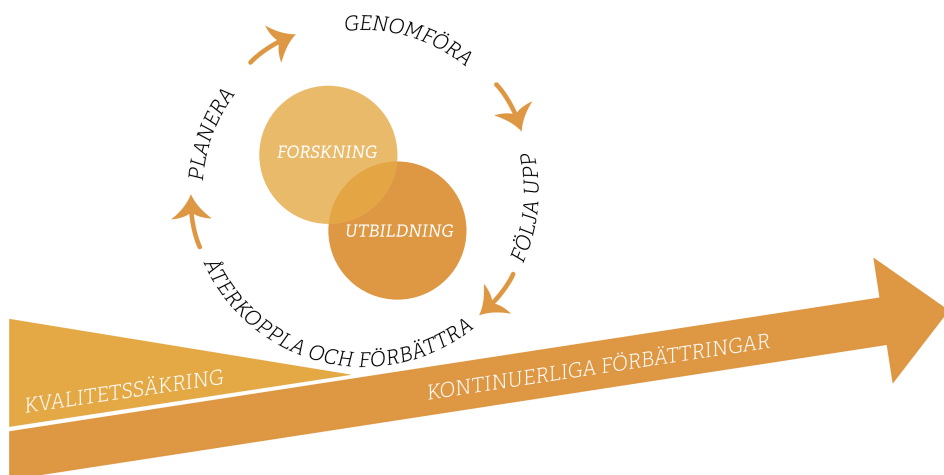 GENOMFÖRA
PLANERA
FORSKNING
FÖLJA UPP
UTBILDNING
ÅTERKOPPLA OCH FÖRBÄTTRA
KONTINUERLIGA FÖRBÄTTRINGAR
KVALITETSSÄKRING